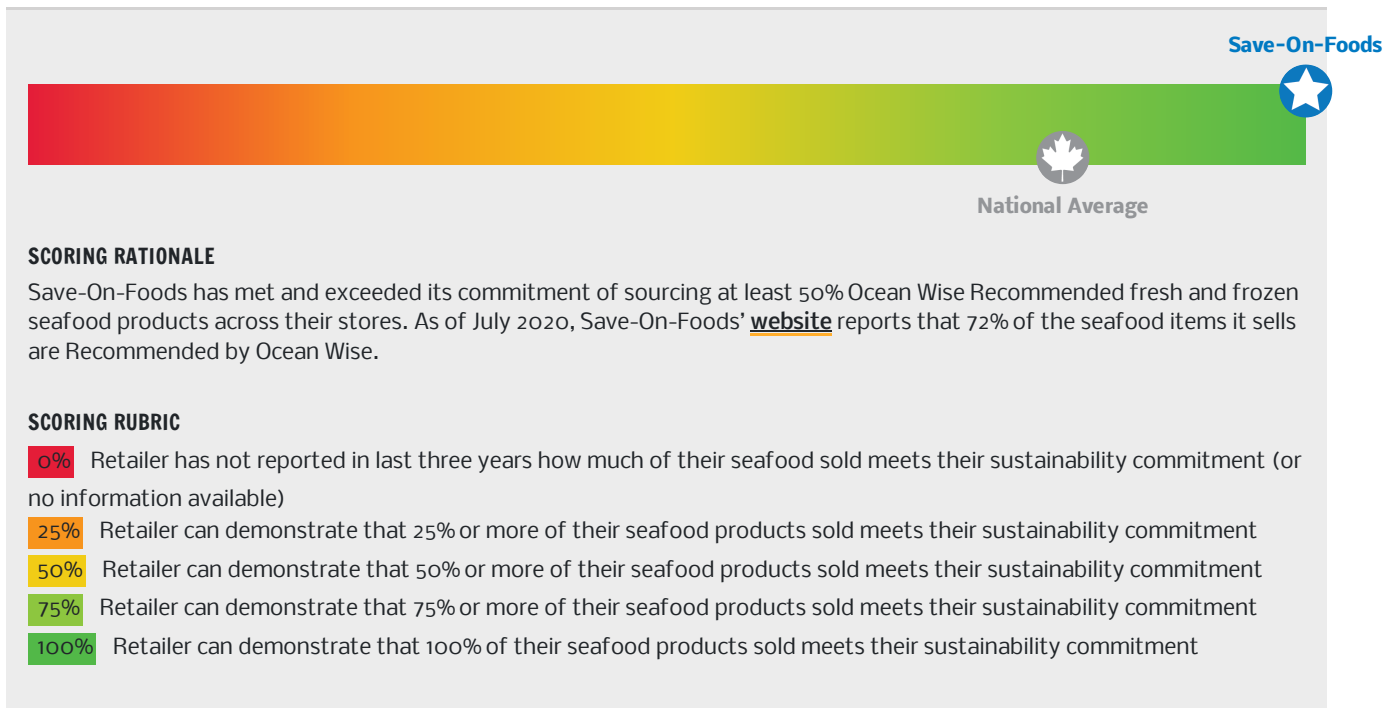 Save-On-Foods
National Average
SCORING RATIONALE
Save-On-Foods has met and exceeded its commitment of sourcing at least 50% Ocean Wise Recommended fresh and frozen
seafood products across their stores. As of July 2020, Save-On-Foods’ website reports that 72% of the seafood items it sells
are Recommended by Ocean Wise.
SCORING RUBRIC
0% Retailer has not reported in last three years how much of their seafood sold meets their sustainability commitment (or
no information available)
25% Retailer can demonstrate that 25% or more of their seafood products sold meets their sustainability commitment
50% Retailer can demonstrate that 50% or more of their seafood products sold meets their sustainability commitment
75% Retailer can demonstrate that 75% or more of their seafood products sold meets their sustainability commitment
100% Retailer can demonstrate that 100% of their seafood products sold meets their sustainability commitment